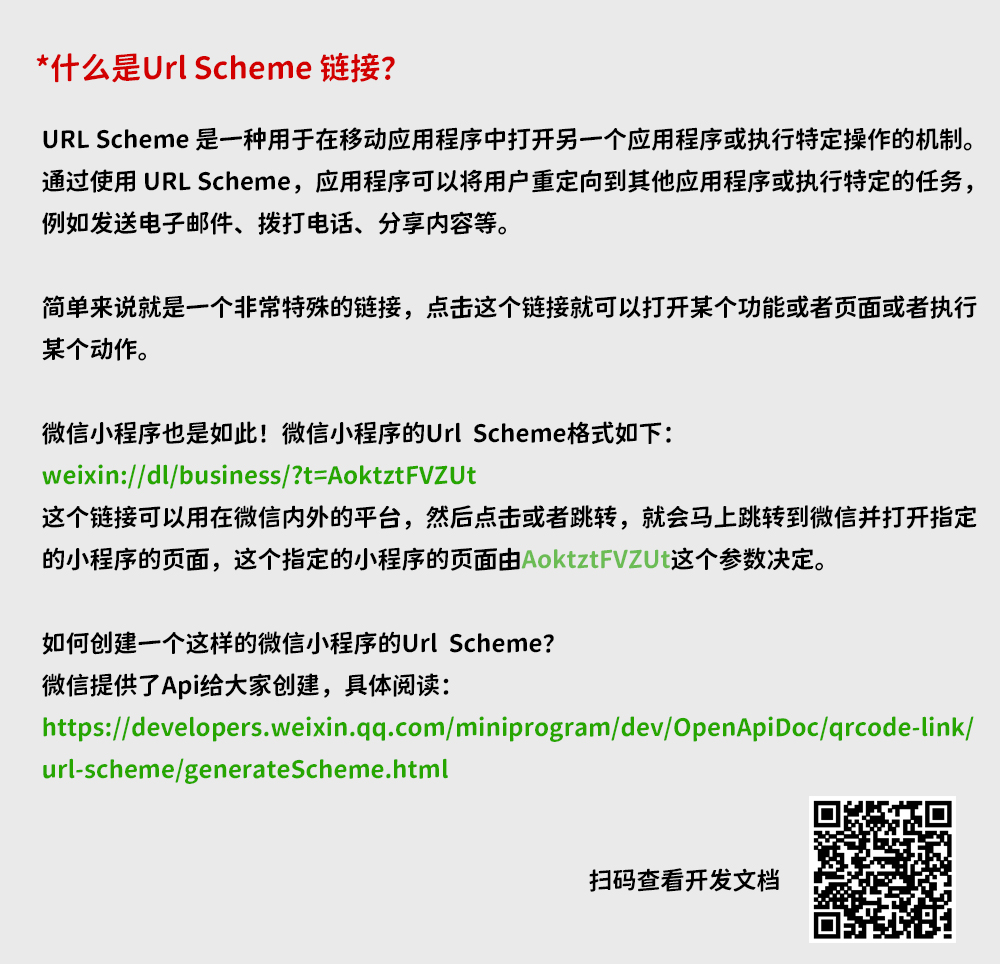 *什么是Url Scheme 链接？
URL Scheme 是一种用于在移动应用程序中打开另一个应用程序或执行特定操作的机制。
通过使用 URL Scheme，应用程序可以将用户重定向到其他应用程序或执行特定的任务，
例如发送电子邮件、拨打电话、分享内容等。
简单来说就是一个非常特殊的链接，点击这个链接就可以打开某个功能或者页面或者执行
某个动作。
微信小程序也是如此！微信小程序的Url Scheme格式如下：
weixin://dl/business/?t=AoktztFVZUt
这个链接可以用在微信内外的平台，然后点击或者跳转，就会马上跳转到微信并打开指定
的小程序的页面，这个指定的小程序的页面由AoktztFVZUt这个参数决定。
如何创建一个这样的微信小程序的Url Scheme？
微信提供了Api给大家创建，具体阅读：
https://developers.weixin.qq.com/miniprogram/dev/OpenApiDoc/qrcode-link/
url-scheme/generateScheme.html
扫码查看开发文档